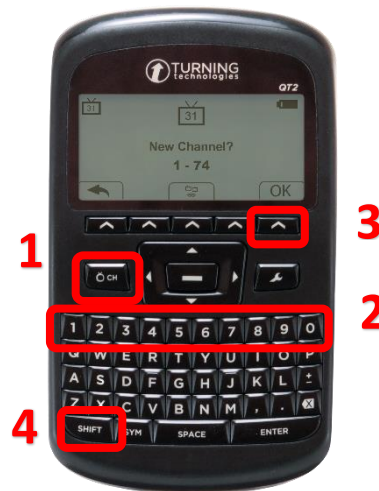 TURNING
technologies
QT2
31
31
New Channel?
1 - 74
OK
3
1
CH
2
1 2 3 4 5 6 7 8 9 0
Q W E R T Y U I O P
A S D F G H J K L ±
Z X C V B N M , .
4
SHIFT SYM SPACE ENTER